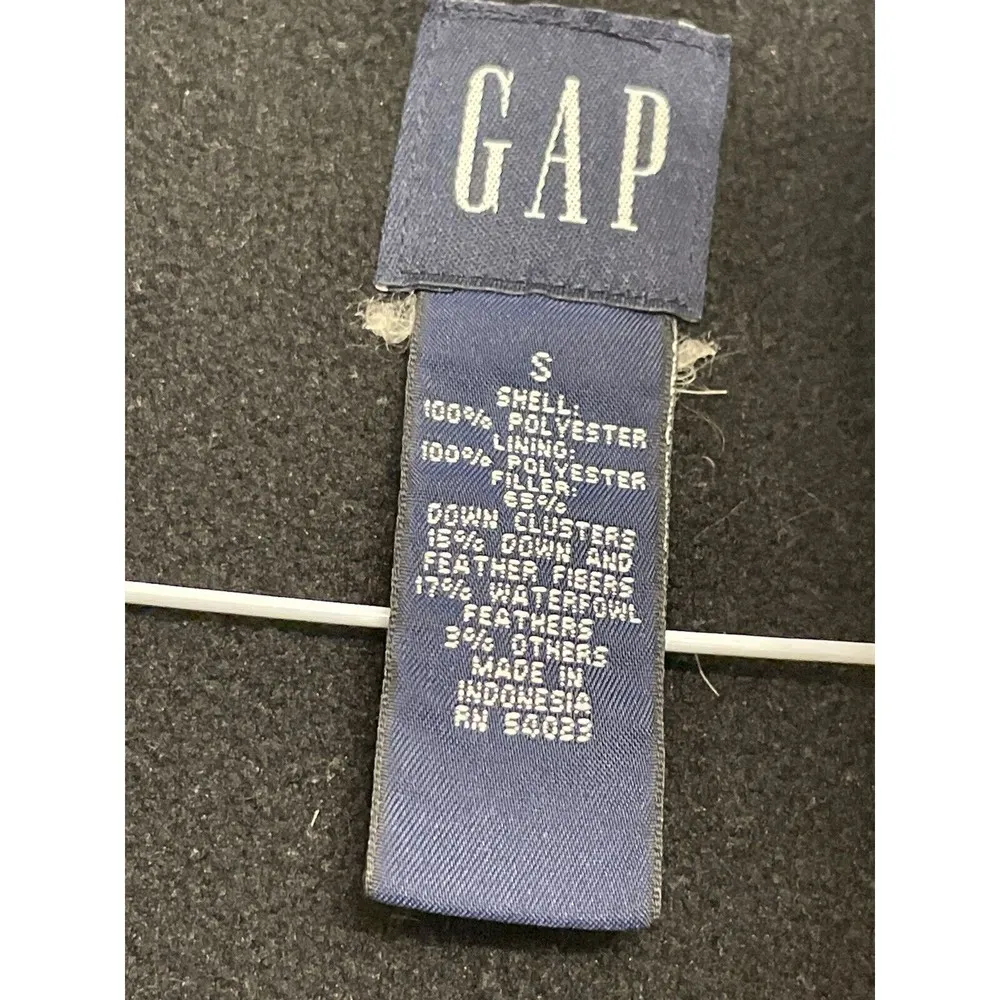 GAP
S
SHELL:
100% POLYESTER
LINING:
100% POLYESTER
FILLER:
65%
DOWN CLUSTERS
15% DOWN AND
FEATHER FIBERS
17% WATERFOWL
FEATHERS
3% OTHERS
MADE IN
INDONESIA
RN 54023